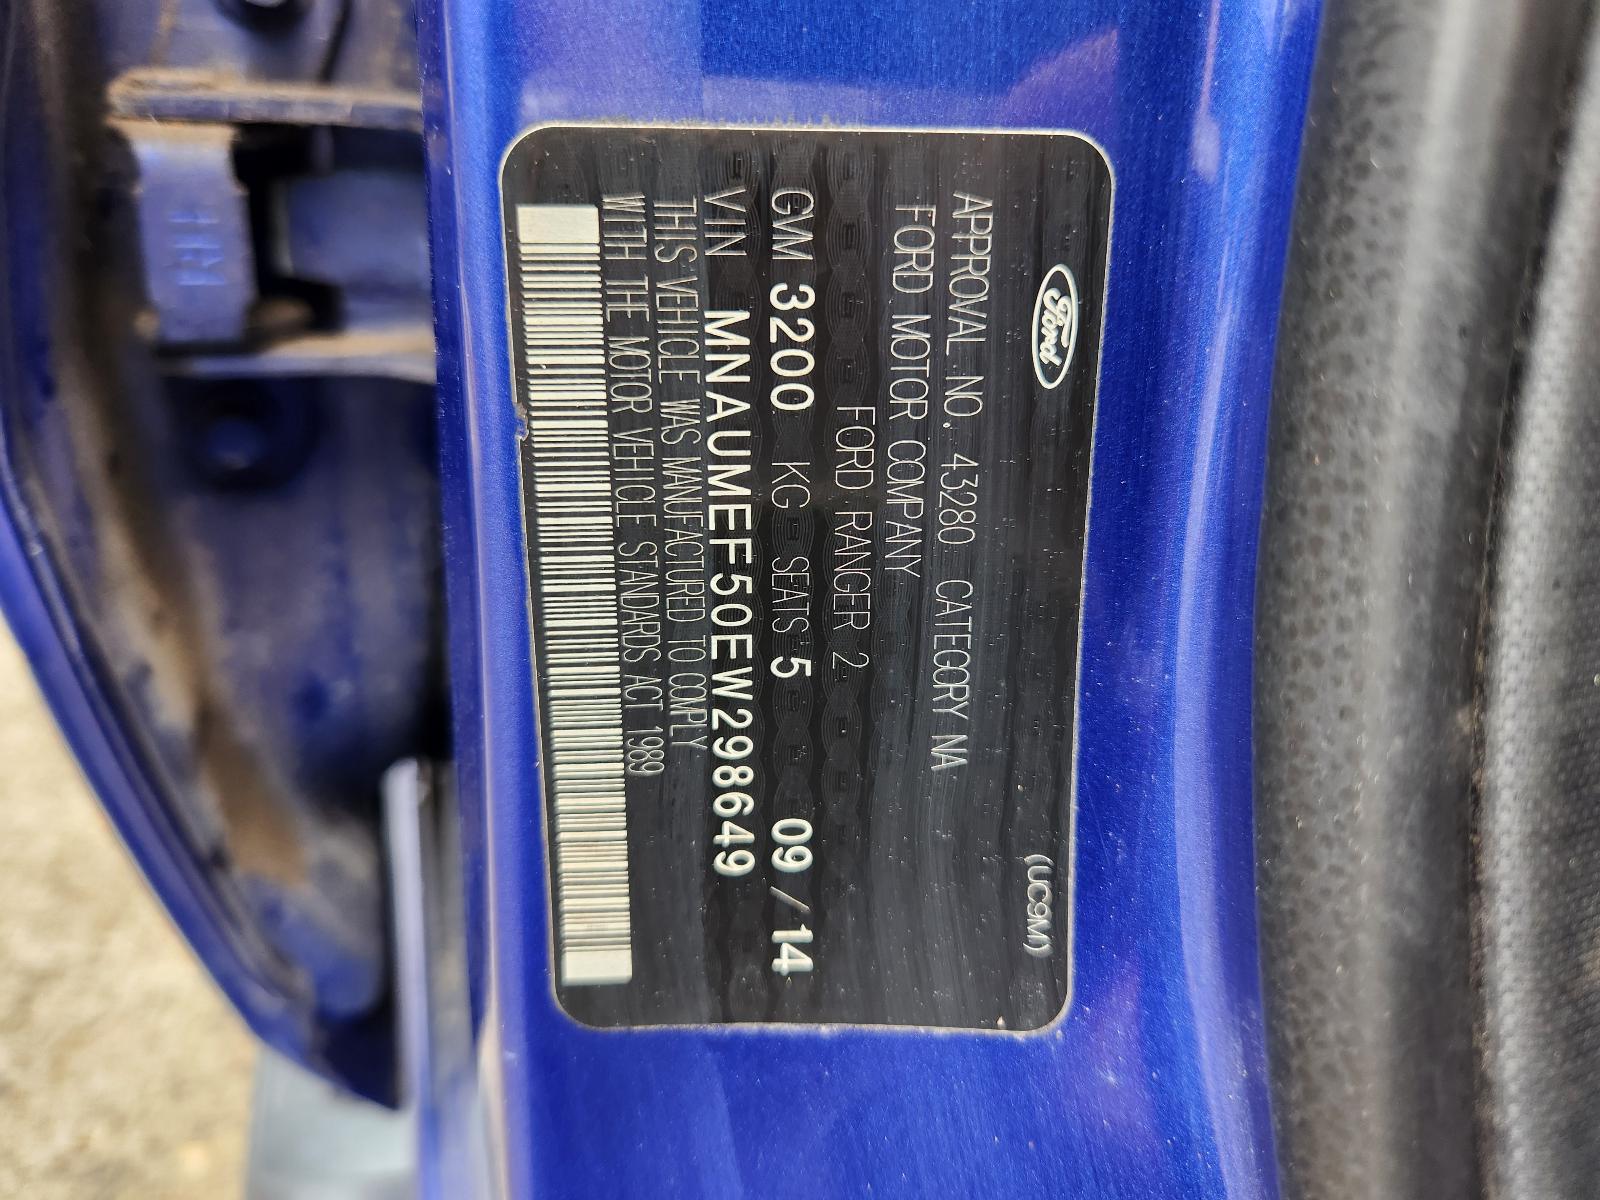 Ford
(UC9M)
APPROVAL NO. 43280 CATEGORY NA
FORD MOTOR COMPANY
FORD RANGER 2
GVM 3200 KG SEATS 5 09/14
VIN MNAUMEF50EW298649
THIS VEHICLE WAS MANUFACTURED TO COMPLY
WITH THE MOTOR VEHICLE STANDARDS ACT 1989